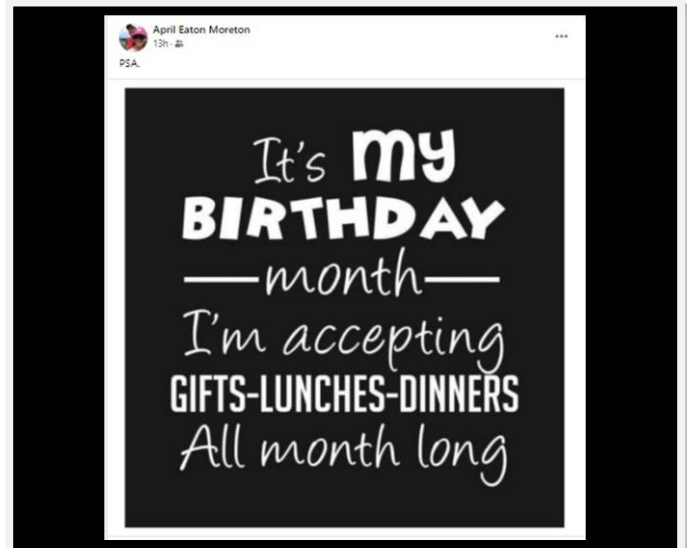 April Eaton Moreton
13h ·
PSA.
It's my
BIRTHDAY
month
I'm accepting
GIFTS-LUNCHES-DINNERS
All month long